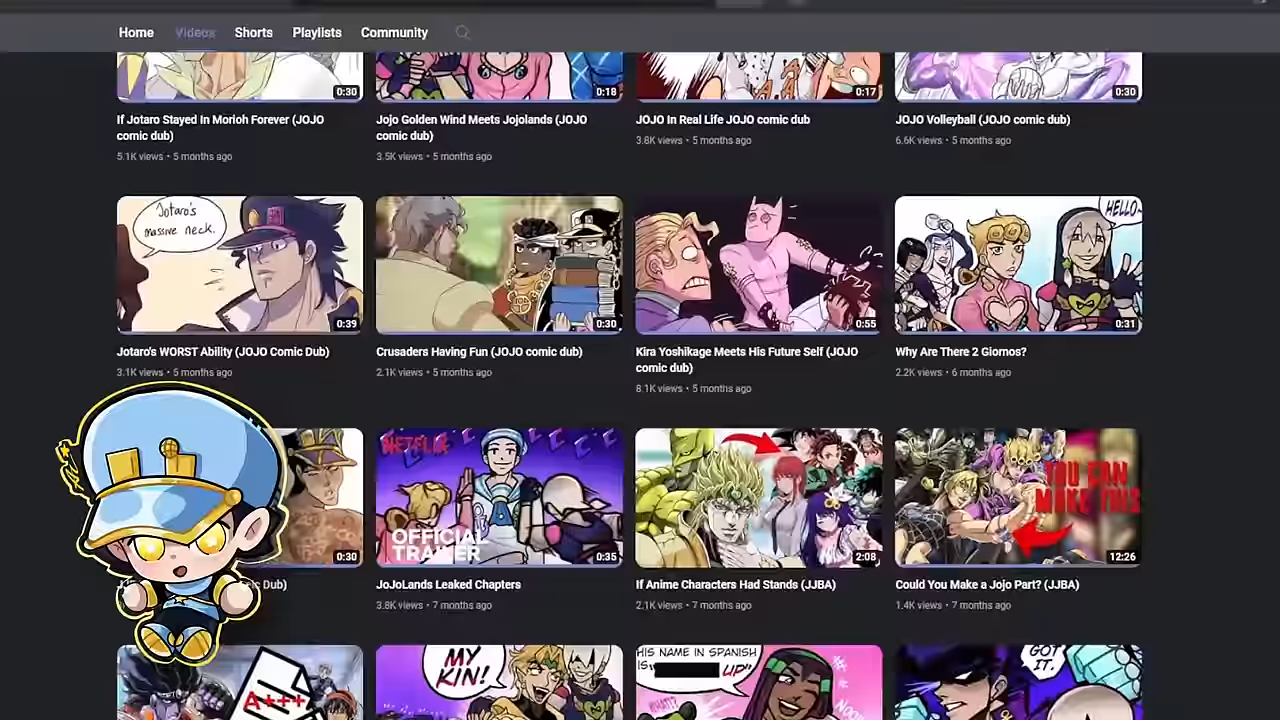 Home Videos Shorts Playlists Community
0:30
0:18
0:17
0:30
If Jotaro Stayed In Morioh Forever (JOJO
comic dub)
5.1K views • 5 months ago
Jojo Golden Wind Meets Jojolands (JOJO
comic dub)
3.5K views • 5 months ago
JOJO In Real Life JOJO comic dub
3.8K views • 5 months ago
JOJO Volleyball (JOJO comic dub)
6.6K views • 5 months ago
Jotaro's
massive neck.
0:39
0:30
0:55
HELLO~
0:31
Jotaro's WORST Ability (JOJO Comic Dub)
3.1K views • 5 months ago
Crusaders Having Fun (JOJO comic dub)
2.1K views • 5 months ago
Kira Yoshikage Meets His Future Self (JOJO
comic dub)
8.1K views • 5 months ago
Why Are There 2 Giornos?
2.2K views • 6 months ago
0:30
NETFLIX
OFFICIAL
TRAILER
0:35
2:08
YOU CAN
MAKE THIS
12:26
Dub)
JoJoLands Leaked Chapters
3.8K views • 7 months ago
If Anime Characters Had Stands (JJBA)
2.1K views • 7 months ago
Could You Make a Jojo Part? (JJBA)
1.4K views • 7 months ago
A+++
MY
KIN!
HIS NAME IN SPANISH
IS
UP"
GOT
IT.